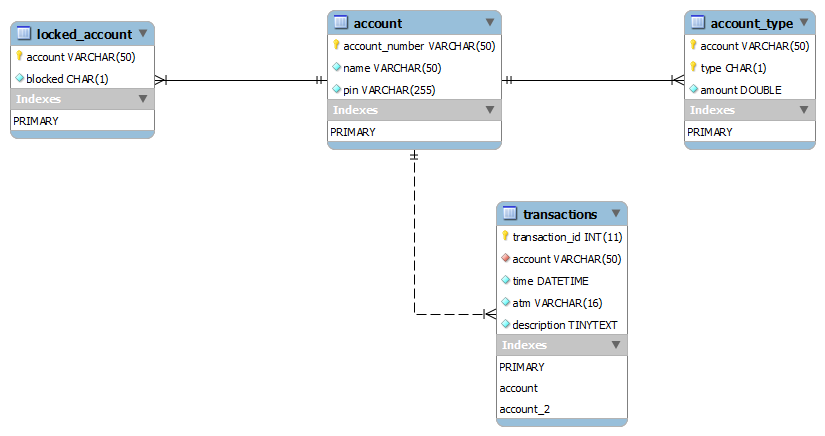 locked_account
account VARCHAR(50)
blocked CHAR(1)
Indexes
PRIMARY
account
account_number VARCHAR(50)
name VARCHAR(50)
pin VARCHAR(255)
Indexes
PRIMARY
account_type
account VARCHAR(50)
type CHAR(1)
amount DOUBLE
Indexes
PRIMARY
transactions
transaction_id INT(11)
account VARCHAR(50)
time DATETIME
atm VARCHAR(16)
description TINYTEXT
Indexes
PRIMARY
account
account_2